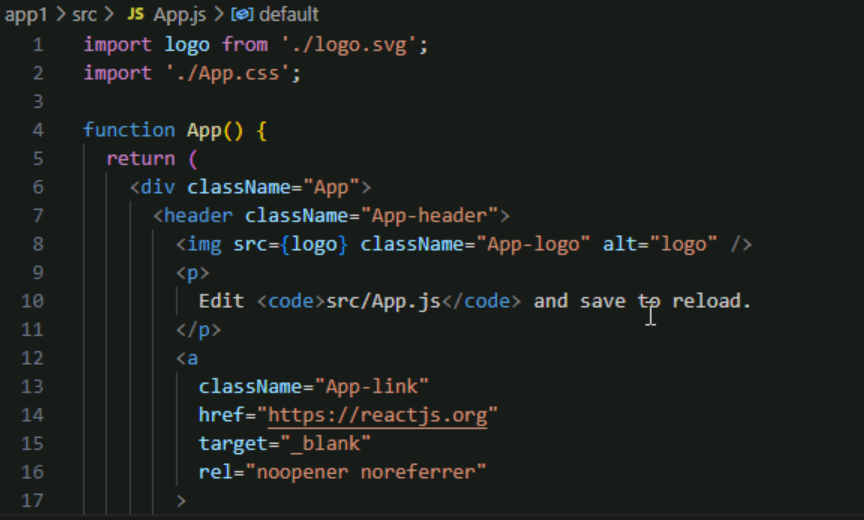 app1 > src > JS App.js > default
1 import logo from './logo.svg';
2 import './App.css';
3
4 function App() {
5   return (
6     <div className="App">
7       <header className="App-header">
8         <img src={logo} className="App-logo" alt="logo" />
9         <p>
10           Edit <code>src/App.js</code> and save to reload.
11         </p>
12         <a
13           className="App-link"
14           href="https://reactjs.org"
15           target="_blank"
16           rel="noopener noreferrer"
17         >